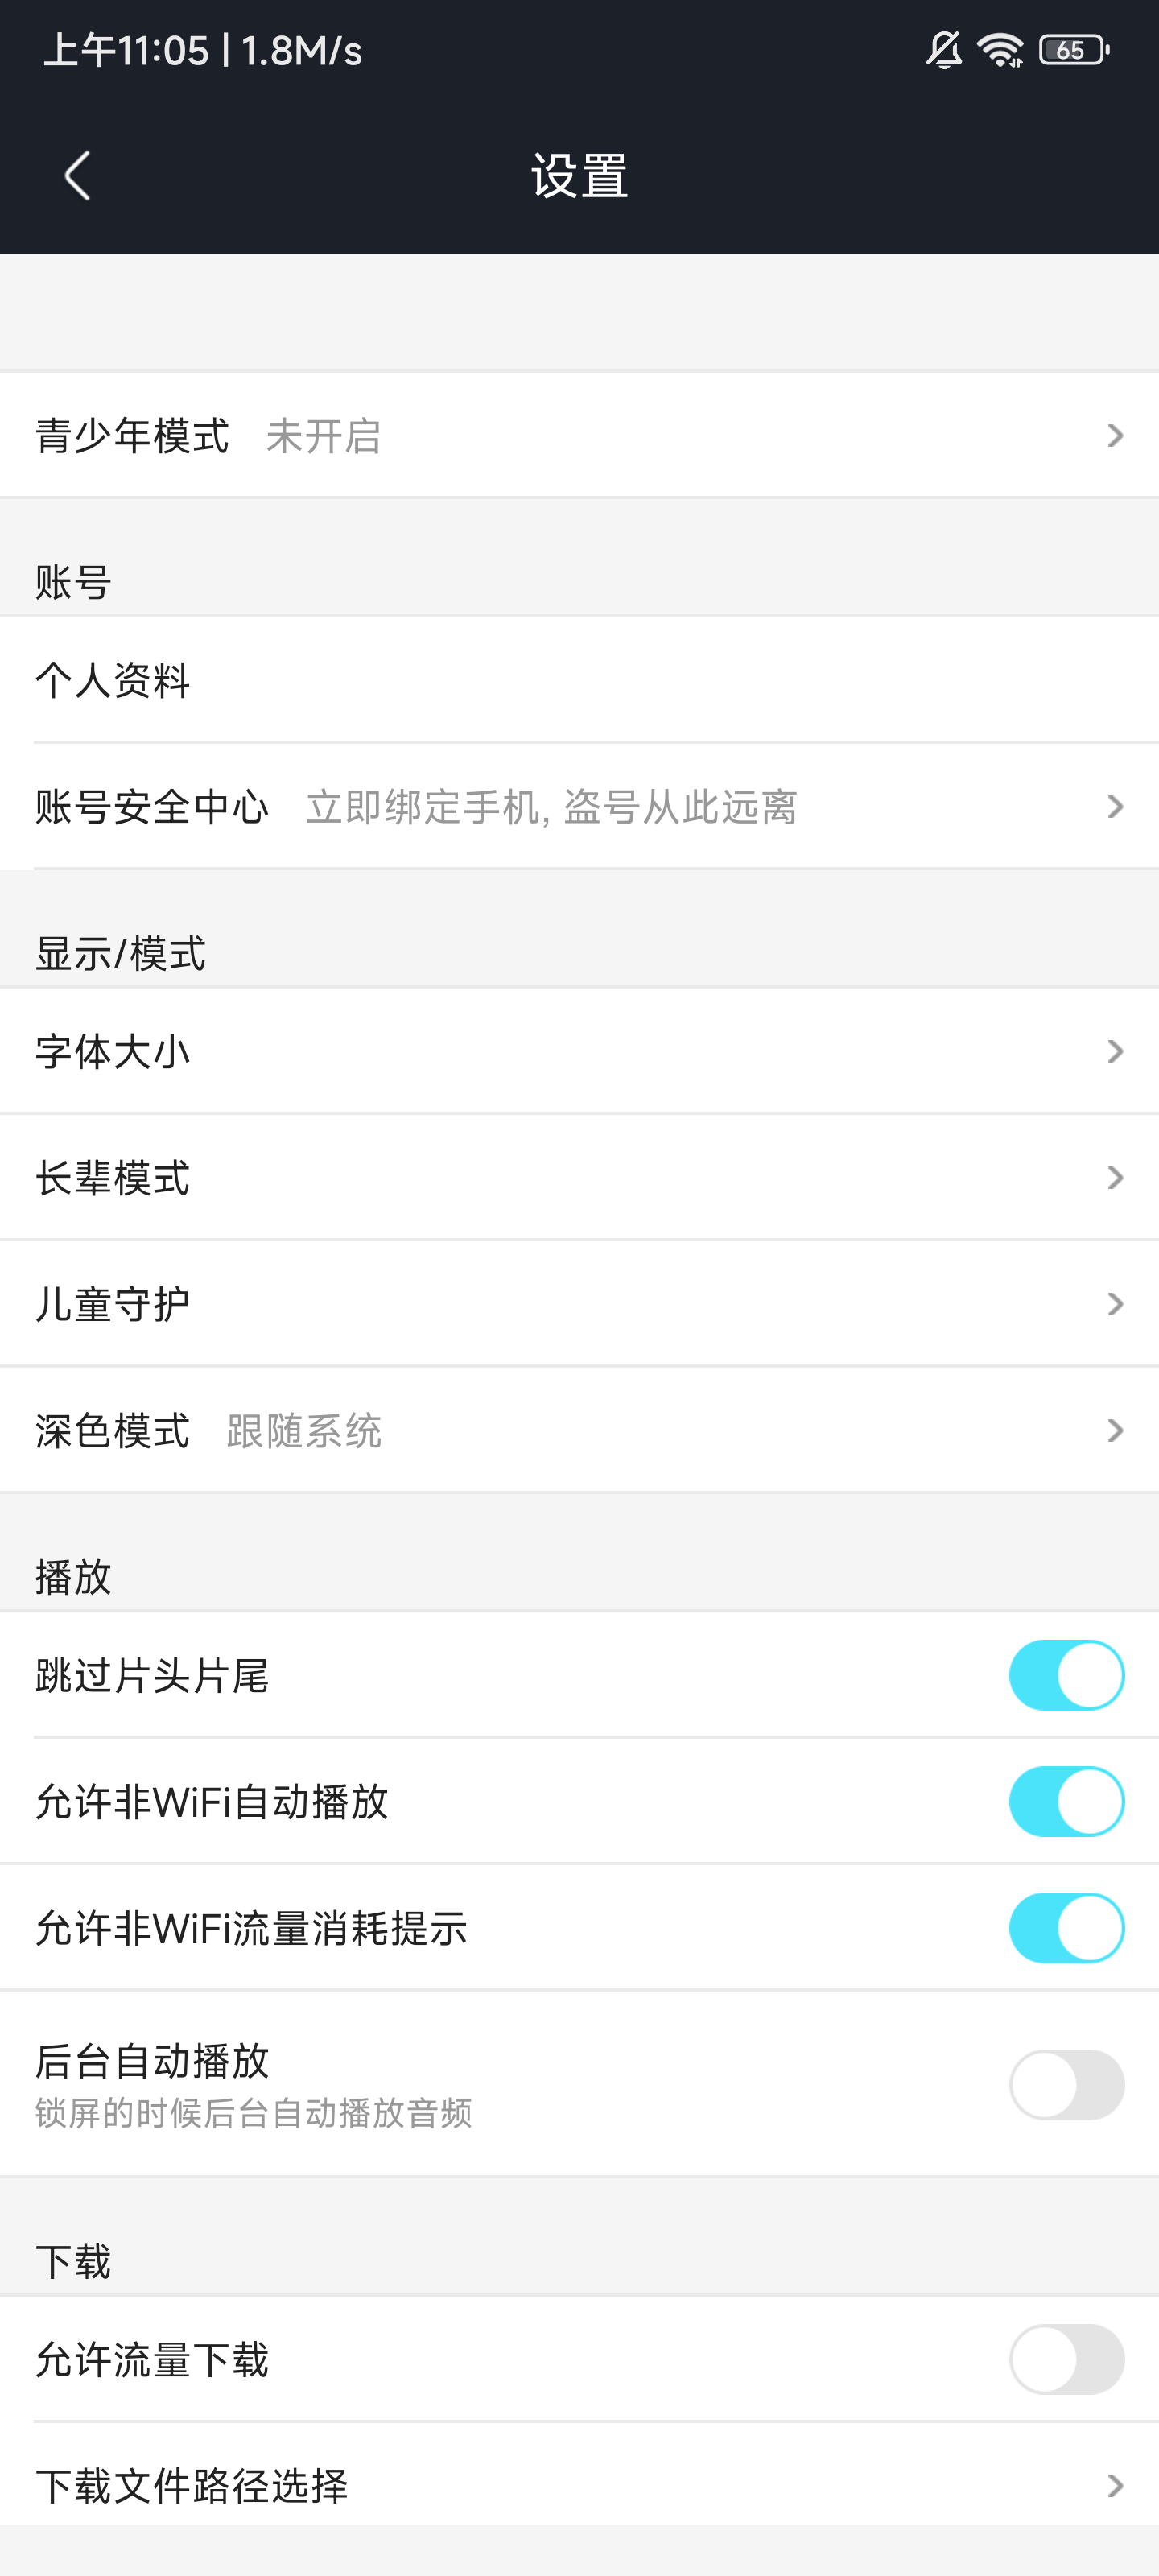 上午11:05 | 1.8M/s
65
设置
青少年模式 未开启
账号
个人资料
账号安全中心 立即绑定手机, 盗号从此远离
显示/模式
字体大小
长辈模式
儿童守护
深色模式 跟随系统
播放
跳过片头片尾
允许非WiFi自动播放
允许非WiFi流量消耗提示
后台自动播放
锁屏的时候后台自动播放音频
下载
允许流量下载
下载文件路径选择